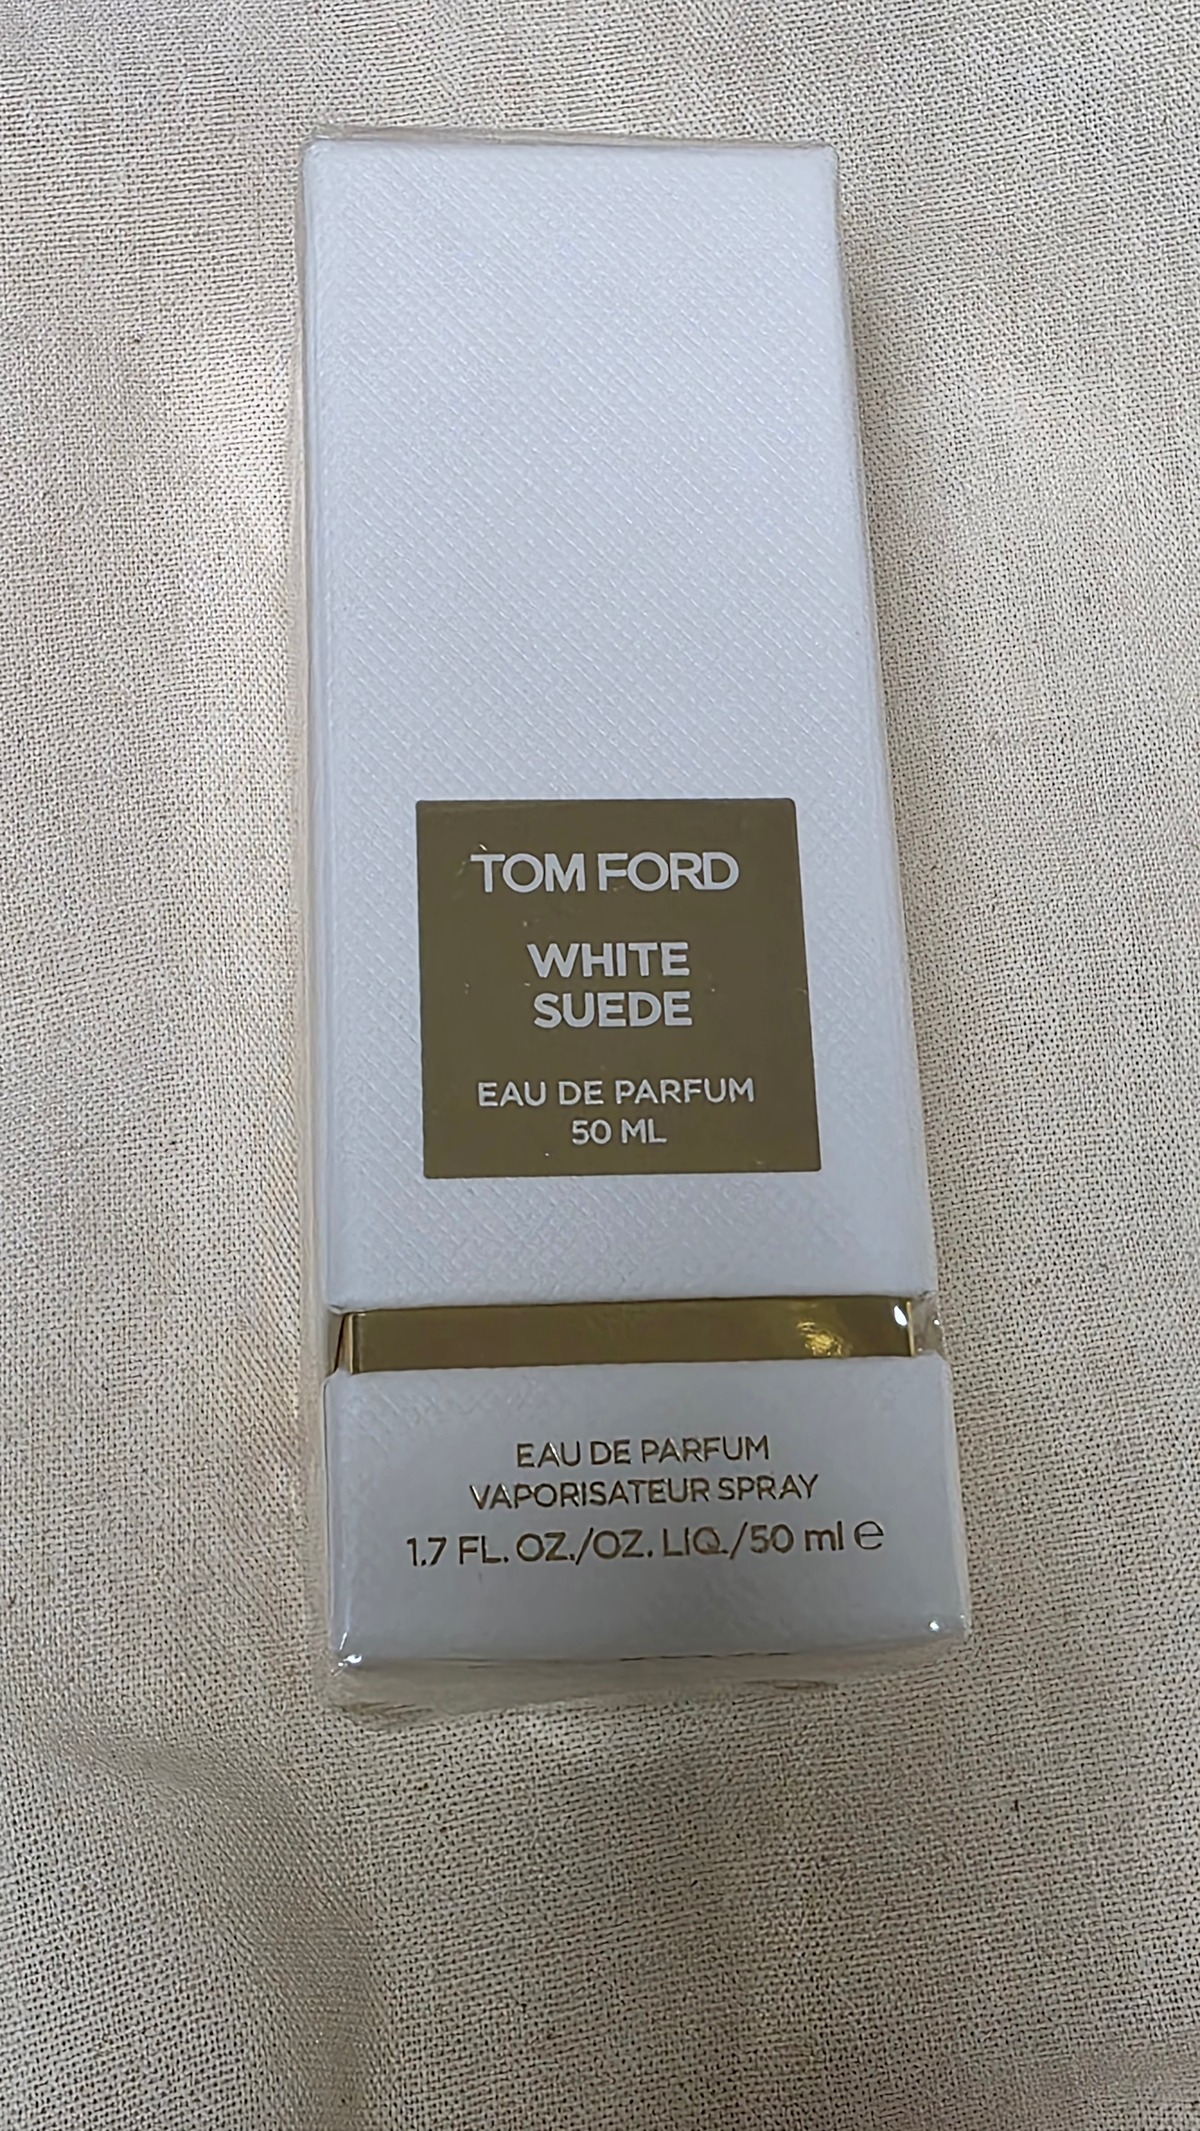 TOM FORD
WHITE
SUEDE
EAU DE PARFUM
50 ML
EAU DE PARFUM
VAPORISATEUR SPRAY
1.7 FL. OZ./OZ. LIQ./50 ml ℮